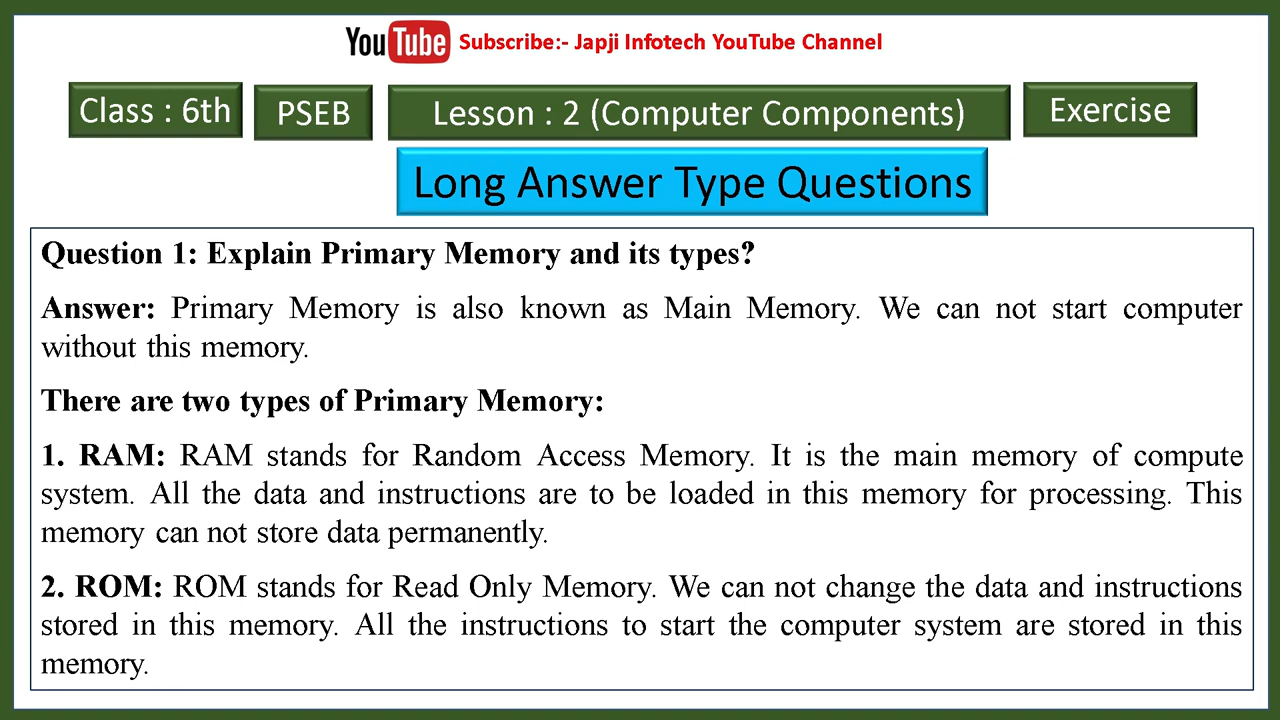 YouTube Subscribe:- Japji Infotech YouTube Channel
Class : 6th PSEB Lesson : 2 (Computer Components) Exercise
Long Answer Type Questions
Question 1: Explain Primary Memory and its types?
Answer: Primary Memory is also known as Main Memory. We can not start computer
without this memory.
There are two types of Primary Memory:
1. RAM: RAM stands for Random Access Memory. It is the main memory of compute
system. All the data and instructions are to be loaded in this memory for processing. This
memory can not store data permanently.
2. ROM: ROM stands for Read Only Memory. We can not change the data and instructions
stored in this memory. All the instructions to start the computer system are stored in this
memory.